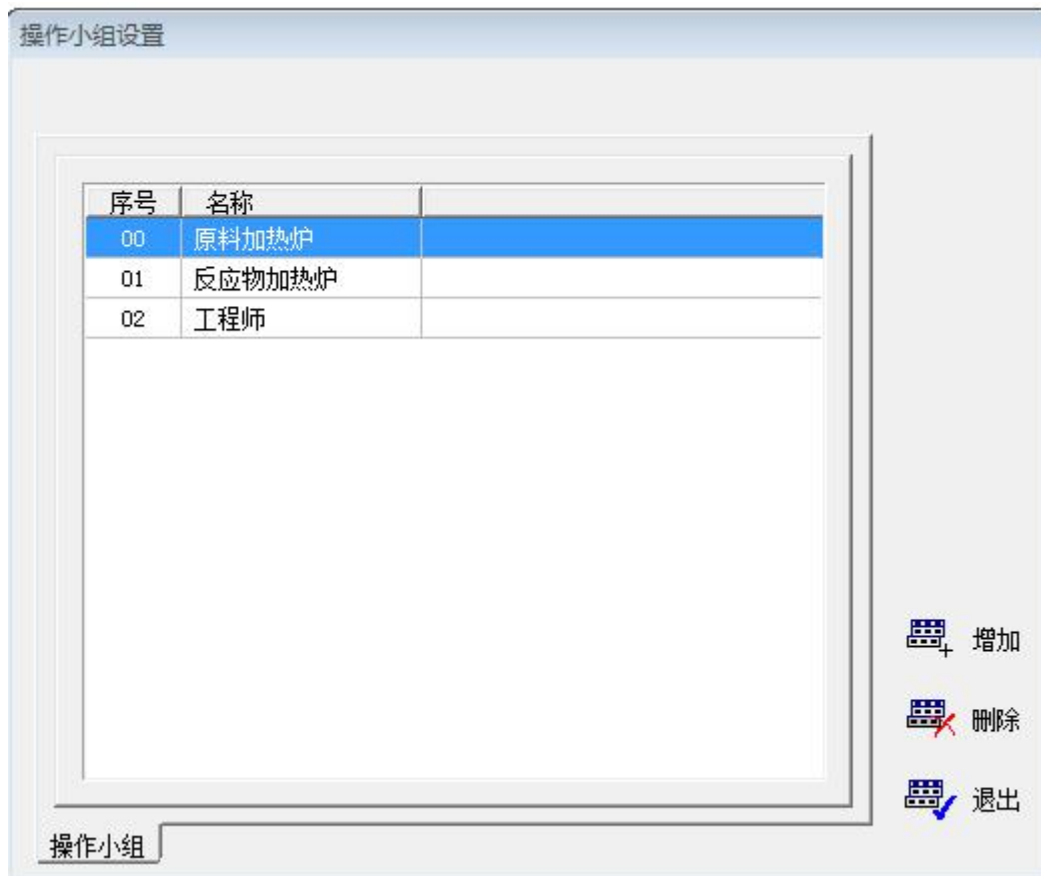 操作小组设置
序号 名称
00 原料加热炉
01 反应物加热炉
02 工程师
增加
删除
退出
操作小组